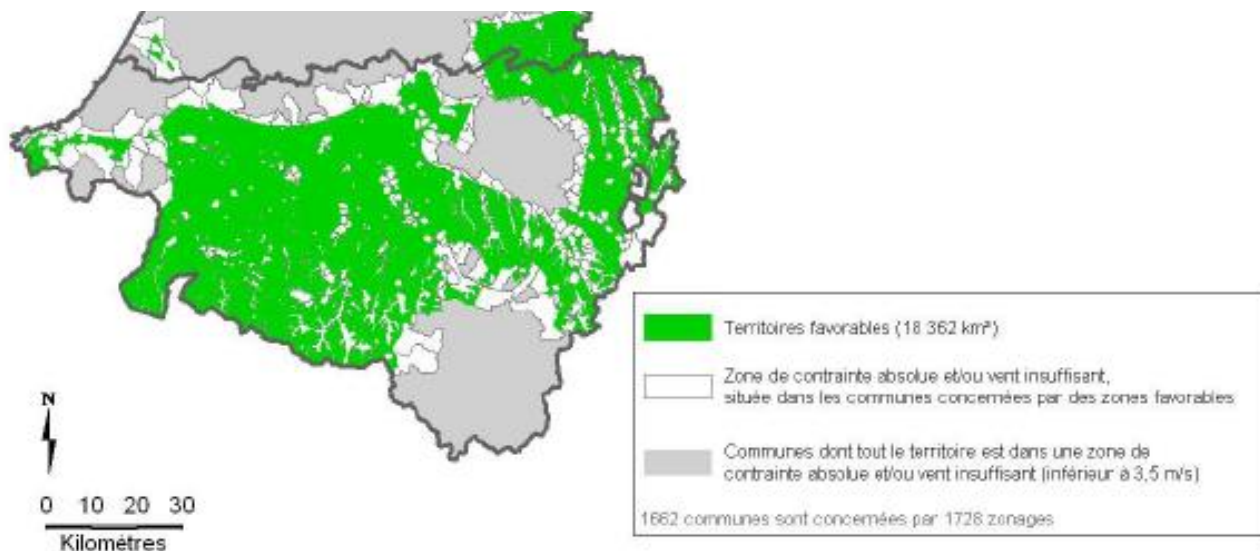 Territoires favorables (18 362 km²)
Zone de contrainte absolue et/ou vent insuffisant,
située dans les communes concernées par des zones favorables
Communes dont tout le territoire est dans une zone de
contrainte absolue et/ou vent insuffisant (inférieur à 3,5 m/s)
1662 communes sont concernées par 1728 zonages
N
0 10 20 30
Kilomètres